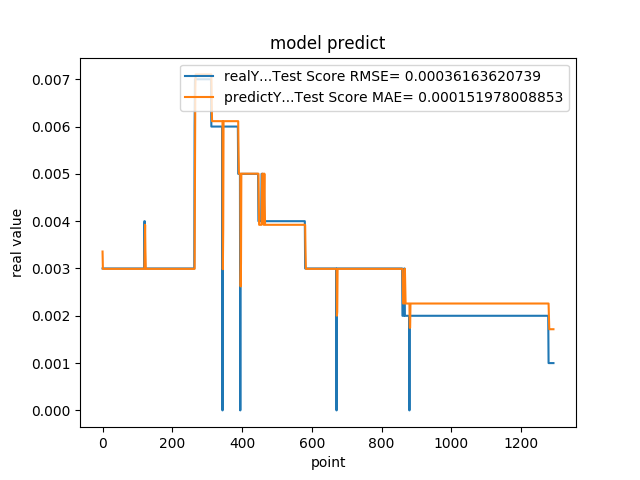 model predict
realY...Test Score RMSE= 0.00036163620739
predictY...Test Score MAE= 0.000151978008853
0.007
0.006
0.005
0.004
0.003
0.002
0.001
0.000
real value
0 200 400 600 800 1000 1200
point